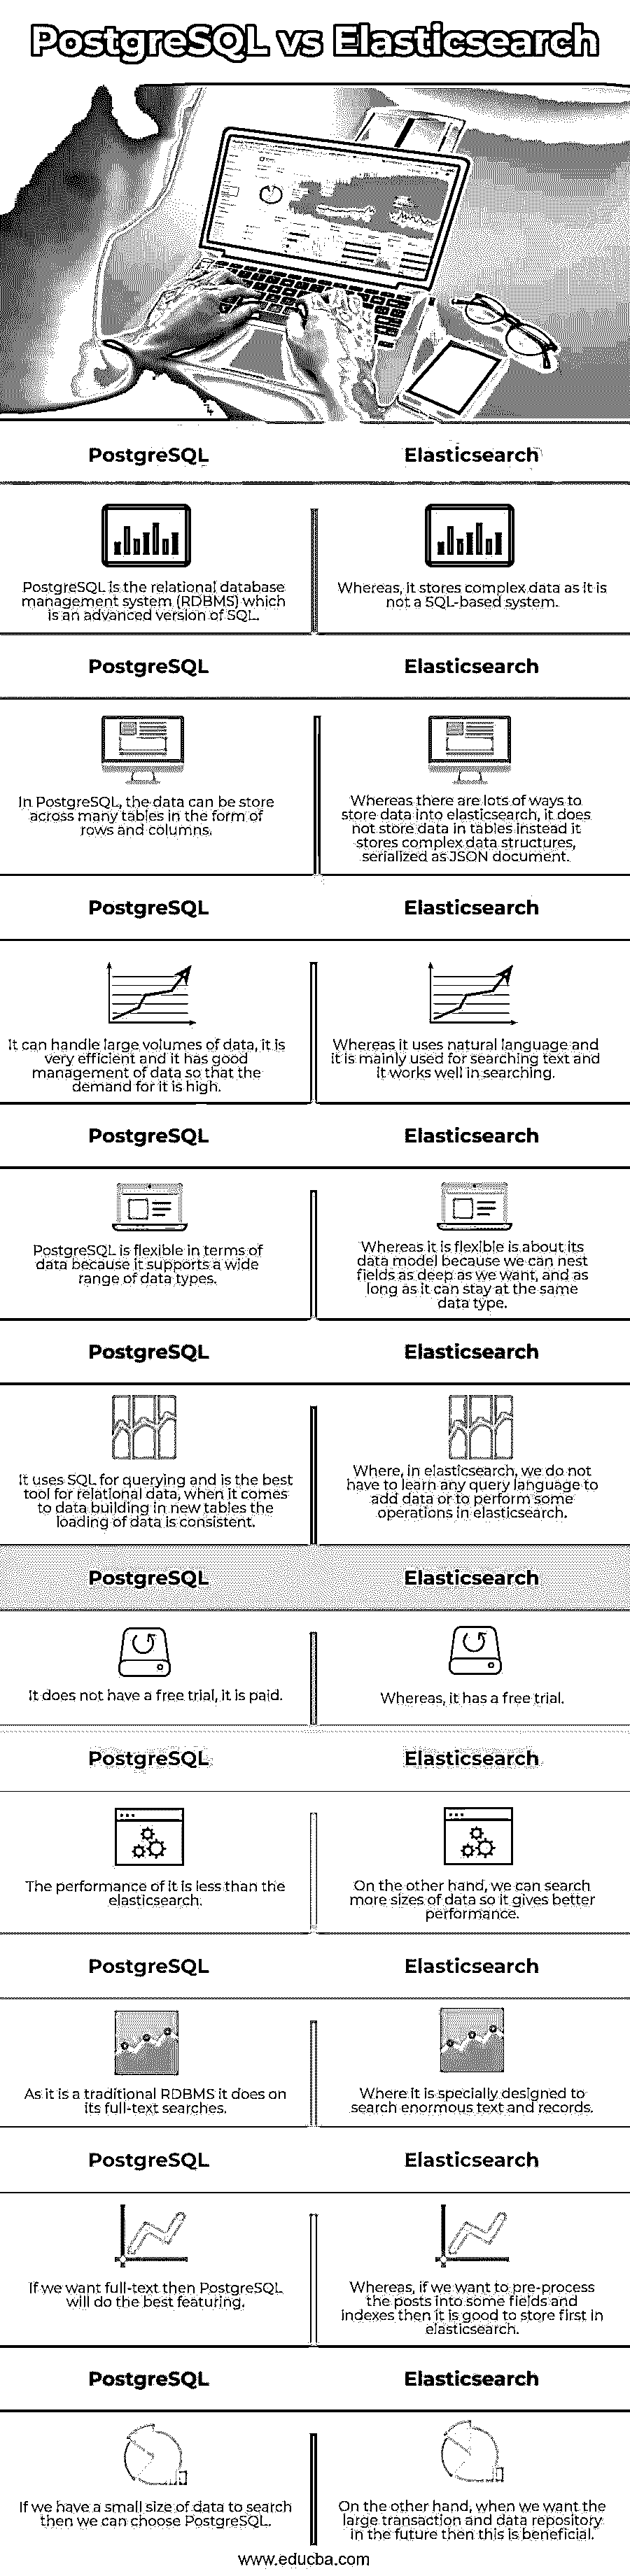 PostgreSQL vs Elasticsearch
PostgreSQL Elasticsearch
PostgreSQL is the relational database
management system (RDBMS) which
is an advanced version of SQL.
Whereas, it stores complex data as it is
not a SQL-based system.
PostgreSQL Elasticsearch
In PostgreSQL, the data can be store
across many tables in the form of
rows and columns.
Whereas there are lots of ways to
store data into elasticsearch, it does
not store data in tables instead it
stores complex data structures,
serialized as JSON document.
PostgreSQL Elasticsearch
It can handle large volumes of data, it is
very efficient and it has good
management of data so that the
demand for it is high.
Whereas it uses natural language and
it is mainly used for searching text and
it works well in searching.
PostgreSQL Elasticsearch
PostgreSQL is flexible in terms of
data because it supports a wide
range of data types.
Whereas it is flexible is about its
data model because we can nest
fields as deep as we want, and as
long as it can stay at the same
data type.
PostgreSQL Elasticsearch
It uses SQL for querying and is the best
tool for relational data, when it comes
to data building in new tables the
loading of data is consistent.
Where, in elasticsearch, we do not
have to learn any query language to
add data or to perform some
operations in elasticsearch.
PostgreSQL Elasticsearch
It does not have a free trial, it is paid.
Whereas, it has a free trial.
PostgreSQL Elasticsearch
The performance of it is less than the
elasticsearch.
On the other hand, we can search
more sizes of data so it gives better
performance.
PostgreSQL Elasticsearch
As it is a traditional RDBMS it does on
its full-text searches.
Where it is specially designed to
search enormous text and records.
PostgreSQL Elasticsearch
If we want full-text then PostgreSQL
will do the best featuring.
Whereas, if we want to pre-process
the posts into some fields and
indexes then it is good to store first in
elasticsearch.
PostgreSQL Elasticsearch
If we have a small size of data to search
then we can choose PostgreSQL.
On the other hand, when we want the
large transaction and data repository
in the future then this is beneficial.
www.educba.com